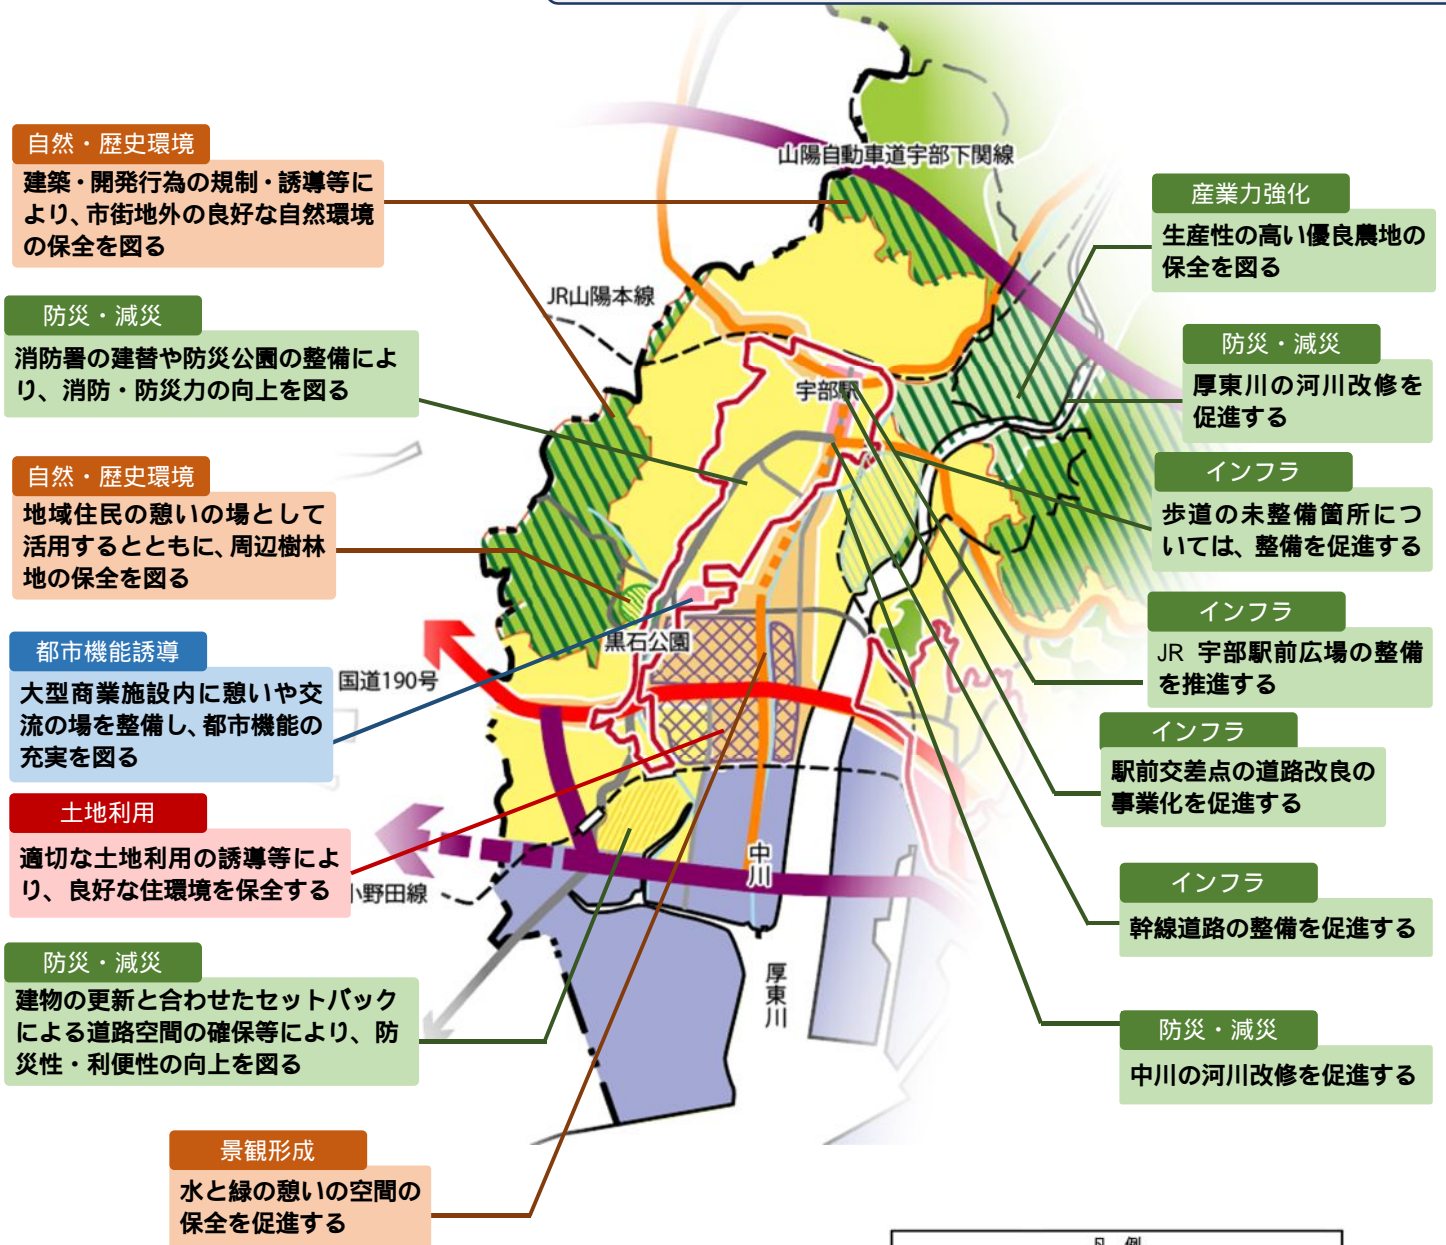 自然・歴史環境
建築・開発行為の規制・誘導等に
より、市街地外の良好な自然環境
の保全を図る
防災・減災
消防署の建替や防災公園の整備によ
り、消防・防災力の向上を図る
自然・歴史環境
地域住民の憩いの場として
活用するとともに、周辺樹林
地の保全を図る
都市機能誘導
大型商業施設内に憩いや交
流の場を整備し、都市機能の
充実を図る
土地利用
適切な土地利用の誘導等によ
り、良好な住環境を保全する
防災・減災
建物の更新と合わせたセットバック
による道路空間の確保等により、防
災性・利便性の向上を図る
景観形成
水と緑の憩いの空間の
保全を促進する
山陽自動車道宇部下関線
JR山陽本線
宇部駅
黒石公園
国道190号
小野田線
中川
厚東川
産業力強化
生産性の高い優良農地の
保全を図る
防災・減災
厚東川の河川改修を
促進する
インフラ
歩道の未整備箇所につ
いては、整備を促進する
インフラ
JR 宇部駅前広場の整備
を推進する
インフラ
駅前交差点の道路改良の
事業化を促進する
インフラ
幹線道路の整備を促進する
防災・減災
中川の河川改修を促進する
凡 例